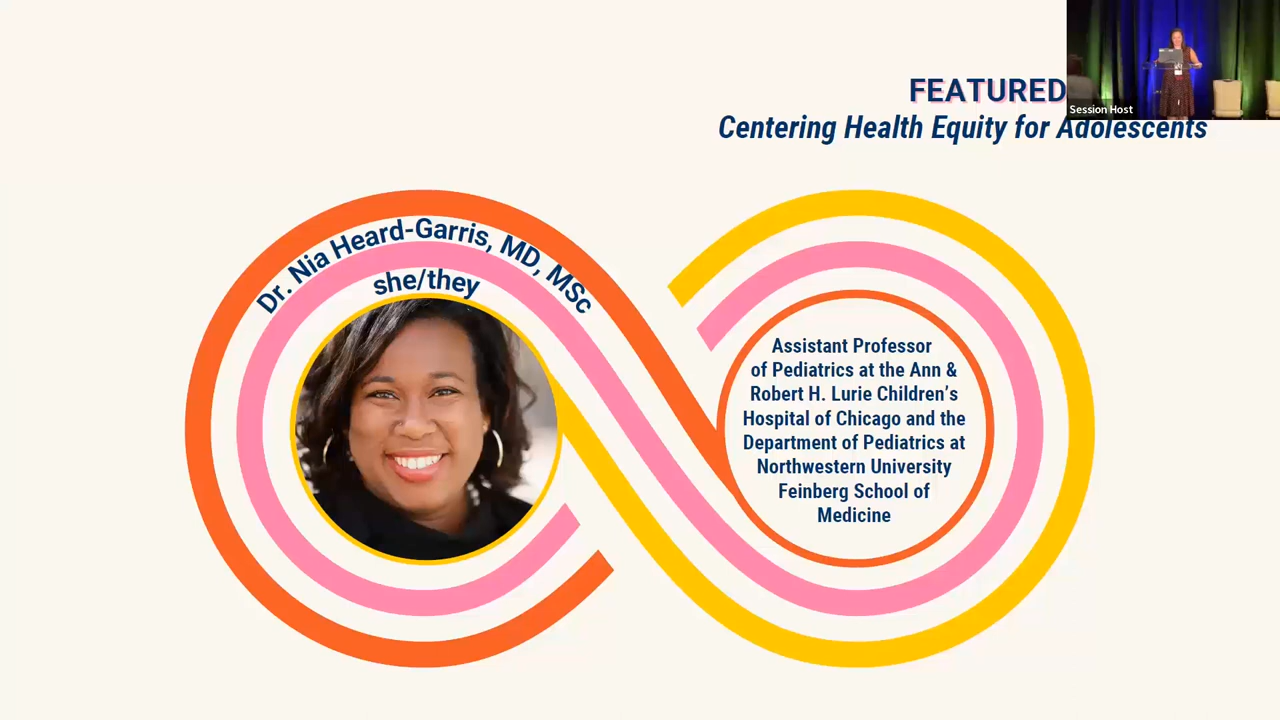 FEATURED
Session Host
Centering Health Equity for Adolescents
Dr. Nia Heard-Garris, MD, MSc
she/they
Assistant Professor
of Pediatrics at the Ann &
Robert H. Lurie Children's
Hospital of Chicago and the
Department of Pediatrics at
Northwestern University
Feinberg School of
Medicine